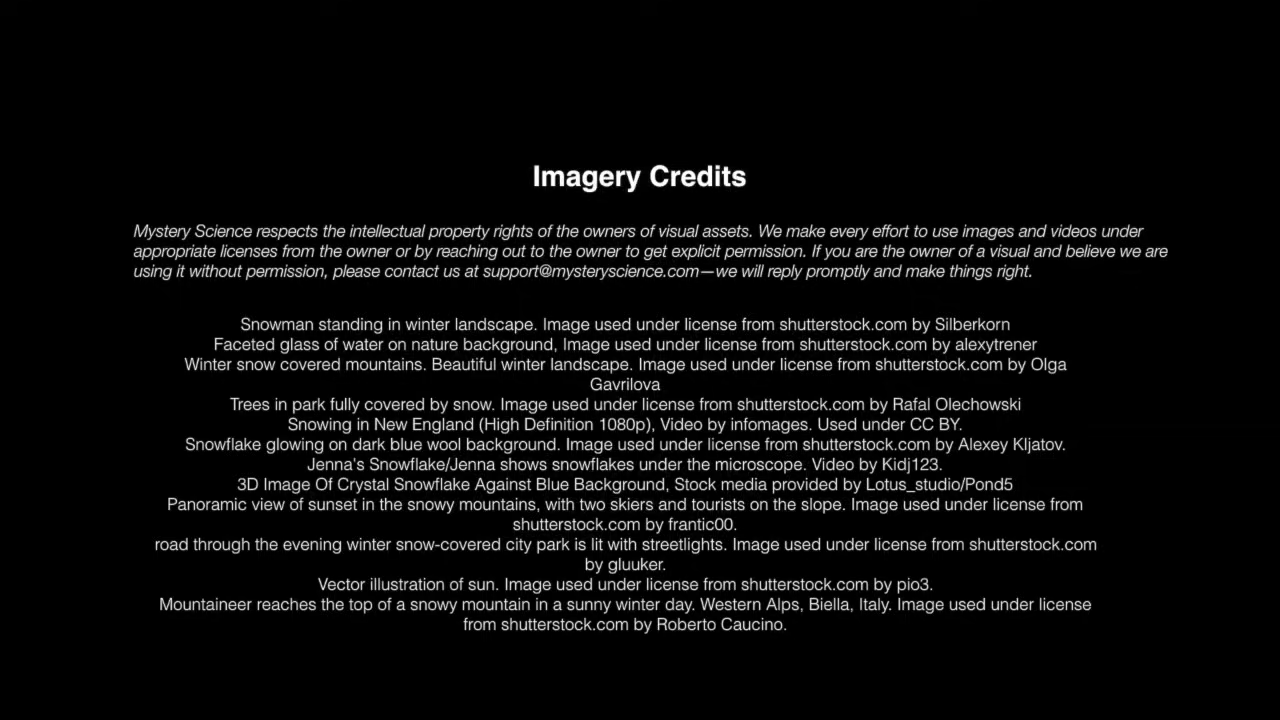 Imagery Credits
Mystery Science respects the intellectual property rights of the owners of visual assets. We make every effort to use images and videos under
appropriate licenses from the owner or by reaching out to the owner to get explicit permission. If you are the owner of a visual and believe we are
using it without permission, please contact us at support@mysteryscience.com—we will reply promptly and make things right.
Snowman standing in winter landscape. Image used under license from shutterstock.com by Silberkorn
Faceted glass of water on nature background, Image used under license from shutterstock.com by alexytrener
Winter snow covered mountains. Beautiful winter landscape. Image used under license from shutterstock.com by Olga
Gavrilova
Trees in park fully covered by snow. Image used under license from shutterstock.com by Rafal Olechowski
Snowing in New England (High Definition 1080p), Video by infomages. Used under CC BY.
Snowflake glowing on dark blue wool background. Image used under license from shutterstock.com by Alexey Kljatov.
Jenna's Snowflake/Jenna shows snowflakes under the microscope. Video by Kidj123.
3D Image Of Crystal Snowflake Against Blue Background, Stock media provided by Lotus_studio/Pond5
Panoramic view of sunset in the snowy mountains, with two skiers and tourists on the slope. Image used under license from
shutterstock.com by frantic00.
road through the evening winter snow-covered city park is lit with streetlights. Image used under license from shutterstock.com
by gluuker.
Vector illustration of sun. Image used under license from shutterstock.com by pio3.
Mountaineer reaches the top of a snowy mountain in a sunny winter day. Western Alps, Biella, Italy. Image used under license
from shutterstock.com by Roberto Caucino.